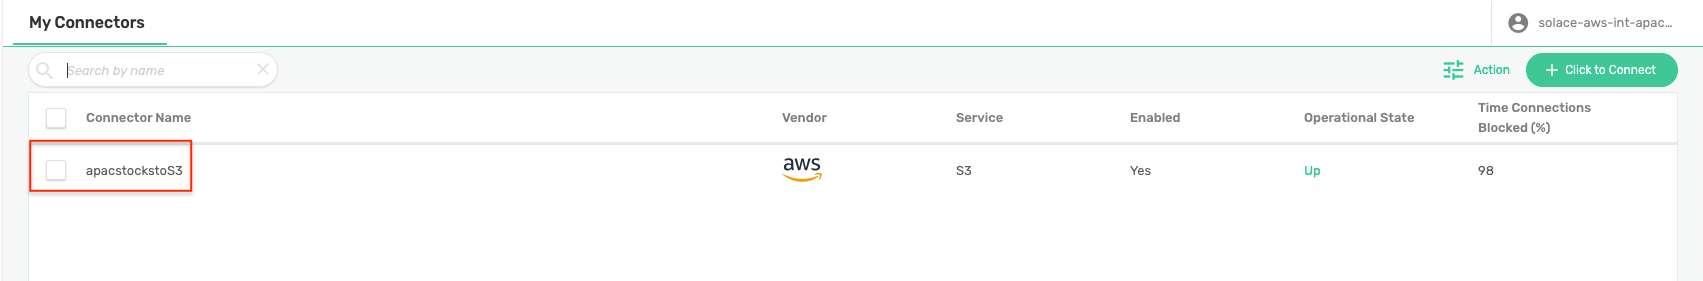 My Connectors
solace-aws-int-apac...
Search by name
Action
+ Click to Connect
Connector Name
Vendor
Service
Enabled
Operational State
Time Connections
Blocked (%)
apacstockstoS3
aws
S3
Yes
Up
98